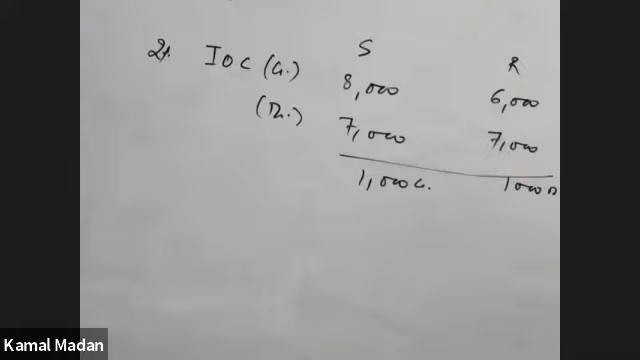 21. IOC (G.) S R
8,000 6,000
(R.) 7,000 7,000
1,000 G. 1000
Kamal Madan